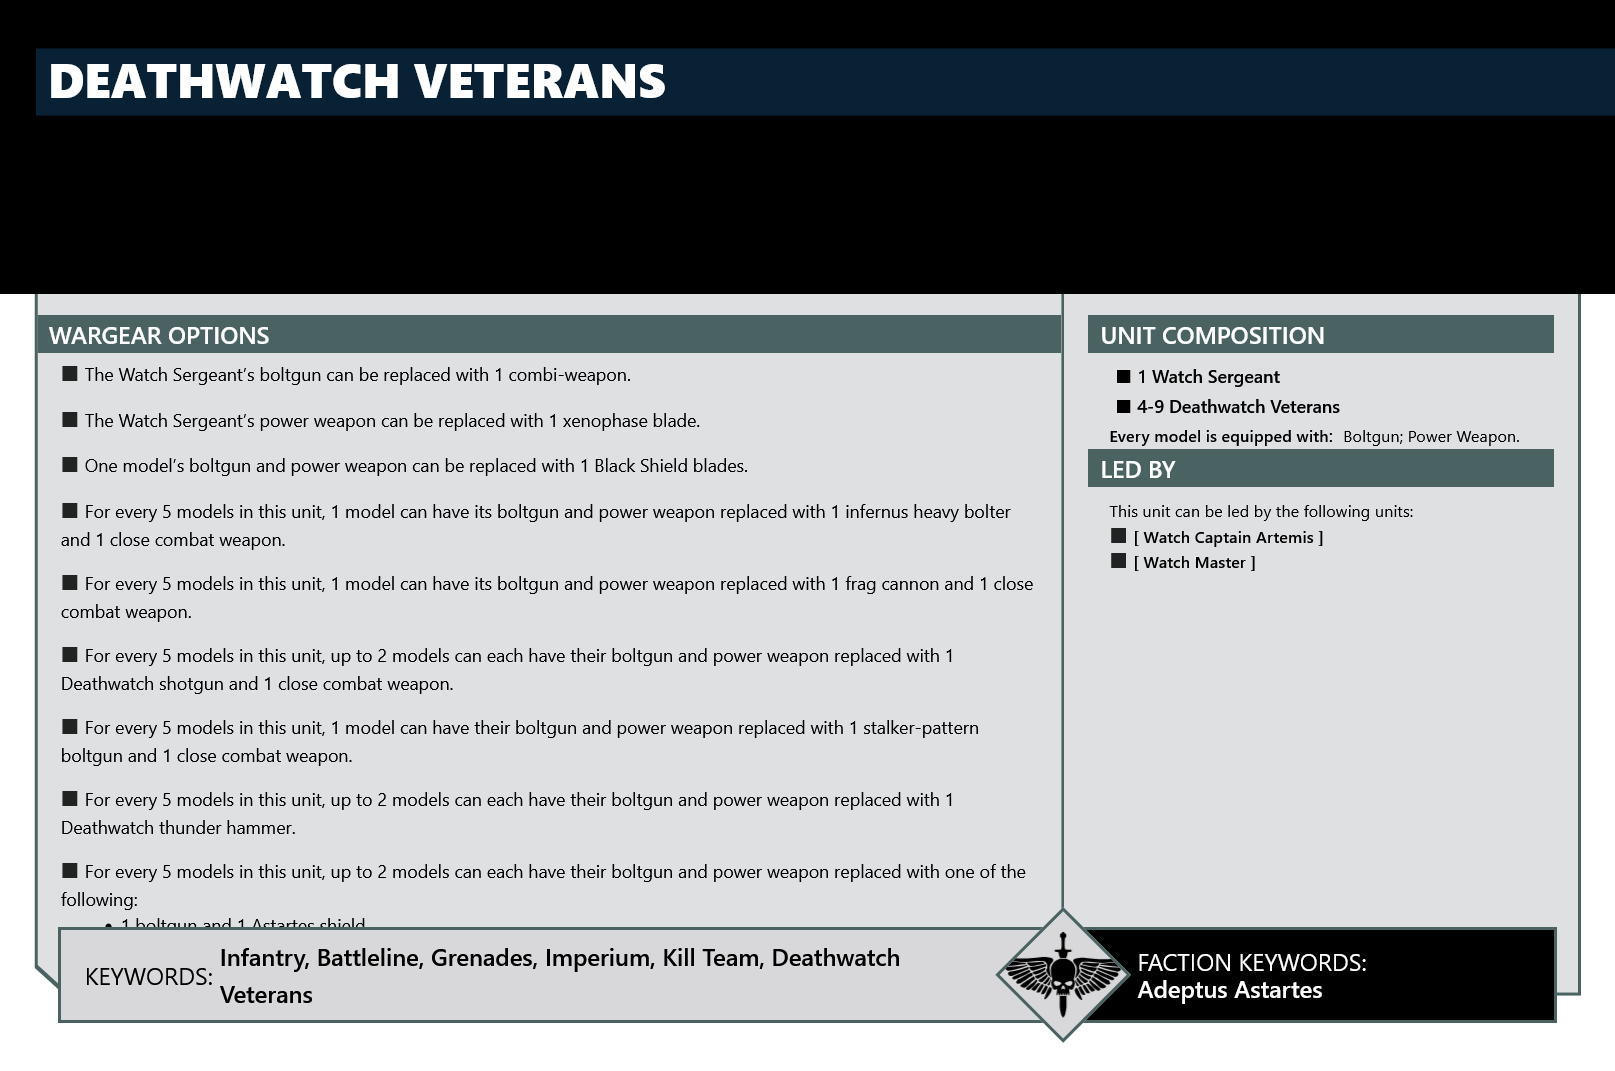 DEATHWATCH VETERANS
WARGEAR OPTIONS
■ The Watch Sergeant's boltgun can be replaced with 1 combi-weapon.
■ The Watch Sergeant's power weapon can be replaced with 1 xenophase blade.
■ One model's boltgun and power weapon can be replaced with 1 Black Shield blades.
■ For every 5 models in this unit, 1 model can have its boltgun and power weapon replaced with 1 infernus heavy bolter
and 1 close combat weapon.
■ For every 5 models in this unit, 1 model can have its boltgun and power weapon replaced with 1 frag cannon and 1 close
combat weapon.
■ For every 5 models in this unit, up to 2 models can each have their boltgun and power weapon replaced with 1
Deathwatch shotgun and 1 close combat weapon.
■ For every 5 models in this unit, 1 model can have their boltgun and power weapon replaced with 1 stalker-pattern
boltgun and 1 close combat weapon.
■ For every 5 models in this unit, up to 2 models can each have their boltgun and power weapon replaced with 1
Deathwatch thunder hammer.
■ For every 5 models in this unit, up to 2 models can each have their boltgun and power weapon replaced with one of the
following:
• 1 boltgun and 1 Astartes shield
UNIT COMPOSITION
■ 1 Watch Sergeant
■ 4-9 Deathwatch Veterans
Every model is equipped with: Boltgun; Power Weapon.
LED BY
This unit can be led by the following units:
■ [ Watch Captain Artemis ]
■ [ Watch Master ]
KEYWORDS: Infantry, Battleline, Grenades, Imperium, Kill Team, Deathwatch
Veterans
FACTION KEYWORDS:
Adeptus Astartes